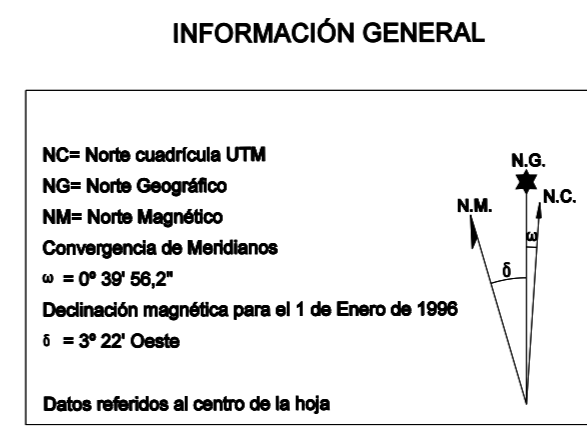 INFORMACIÓN GENERAL
NC= Norte cuadrícula UTM
NG= Norte Geográfico
NM= Norte Magnético
Convergencia de Meridianos
ω = 0º 39' 56,2"
Declinación magnética para el 1 de Enero de 1996
δ = 3º 22' Oeste
Datos referidos al centro de la hoja
N.G.
N.C.
N.M.
ω
δ